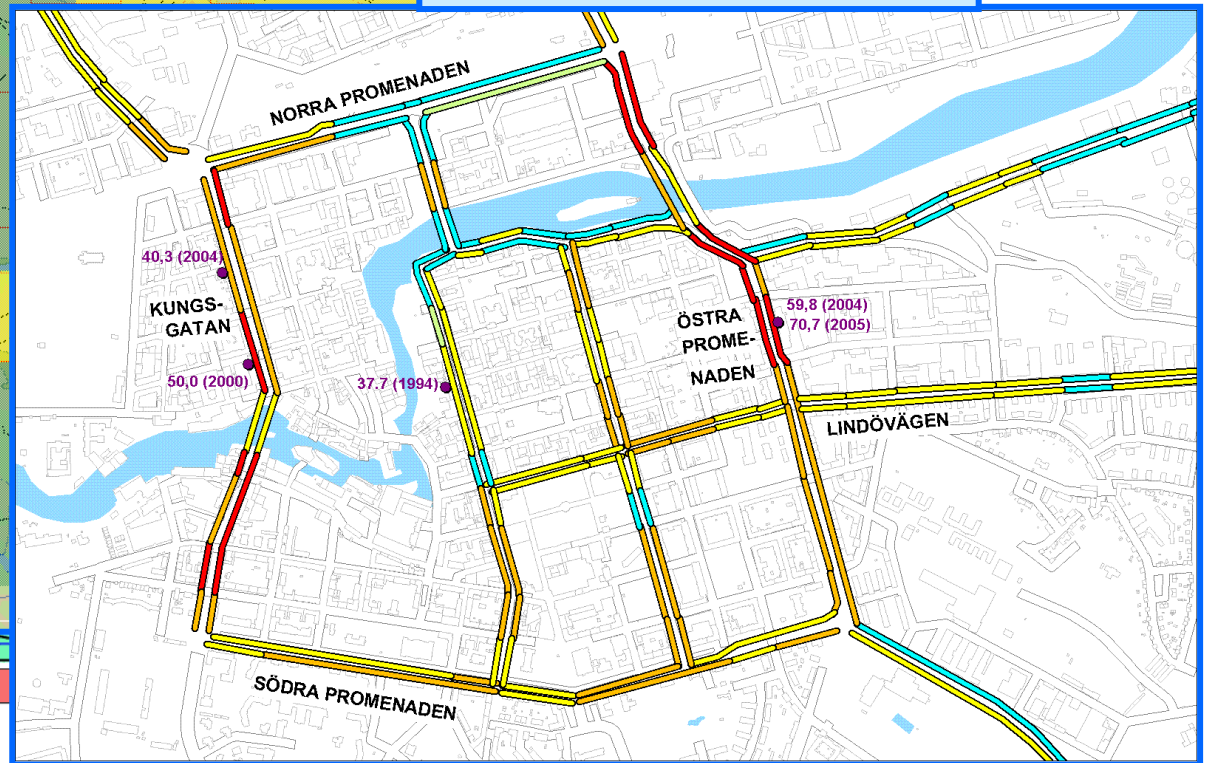 NORRA PROMENADEN
40,3 (2004)
KUNGS-
GATAN
50,0 (2000)
37.7 (1994)
59,8 (2004)
70,7 (2005)
ÖSTRA
PROME-
NADEN
LINDÖVÄGEN
SÖDRA PROMENADEN